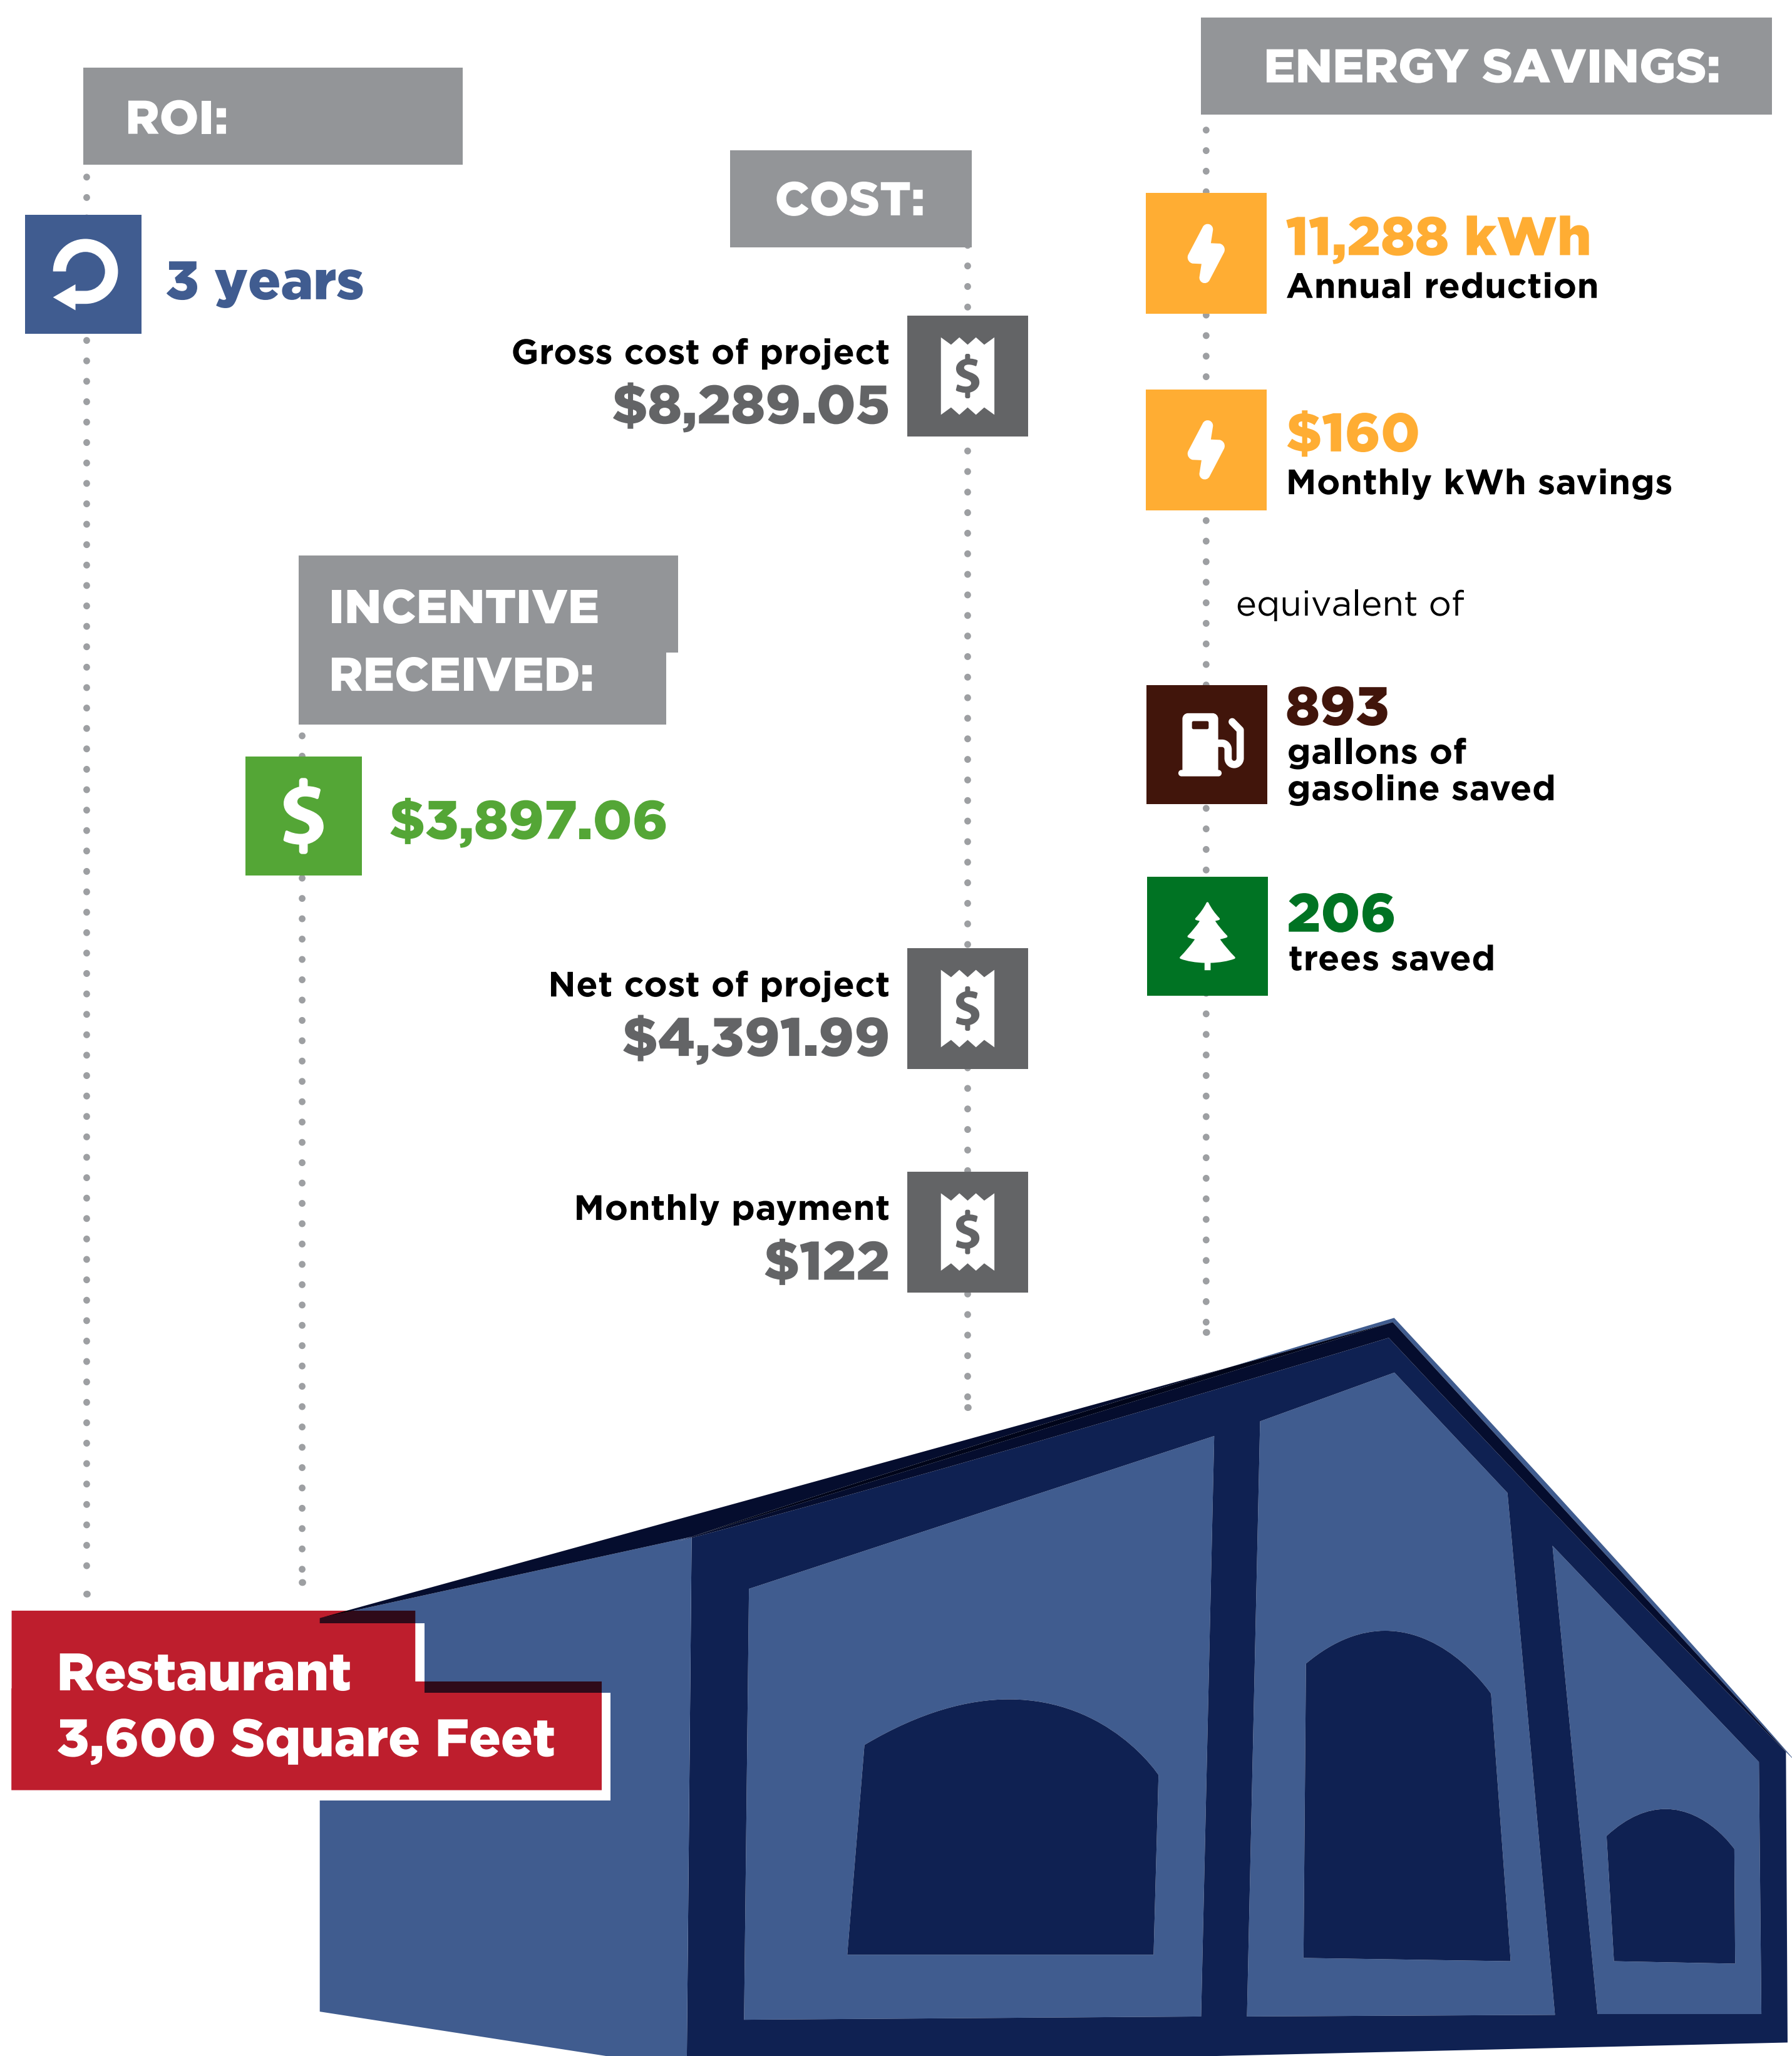 ROI:
3 years
INCENTIVE
RECEIVED:
$3,897.06
COST:
Gross cost of project
$8,289.05
Net cost of project
$4,391.99
Monthly payment
$122
ENERGY SAVINGS:
11,288 kWh
Annual reduction
$160
Monthly kWh savings
equivalent of
893
gallons of
gasoline saved
206
trees saved
Restaurant
3,600 Square Feet